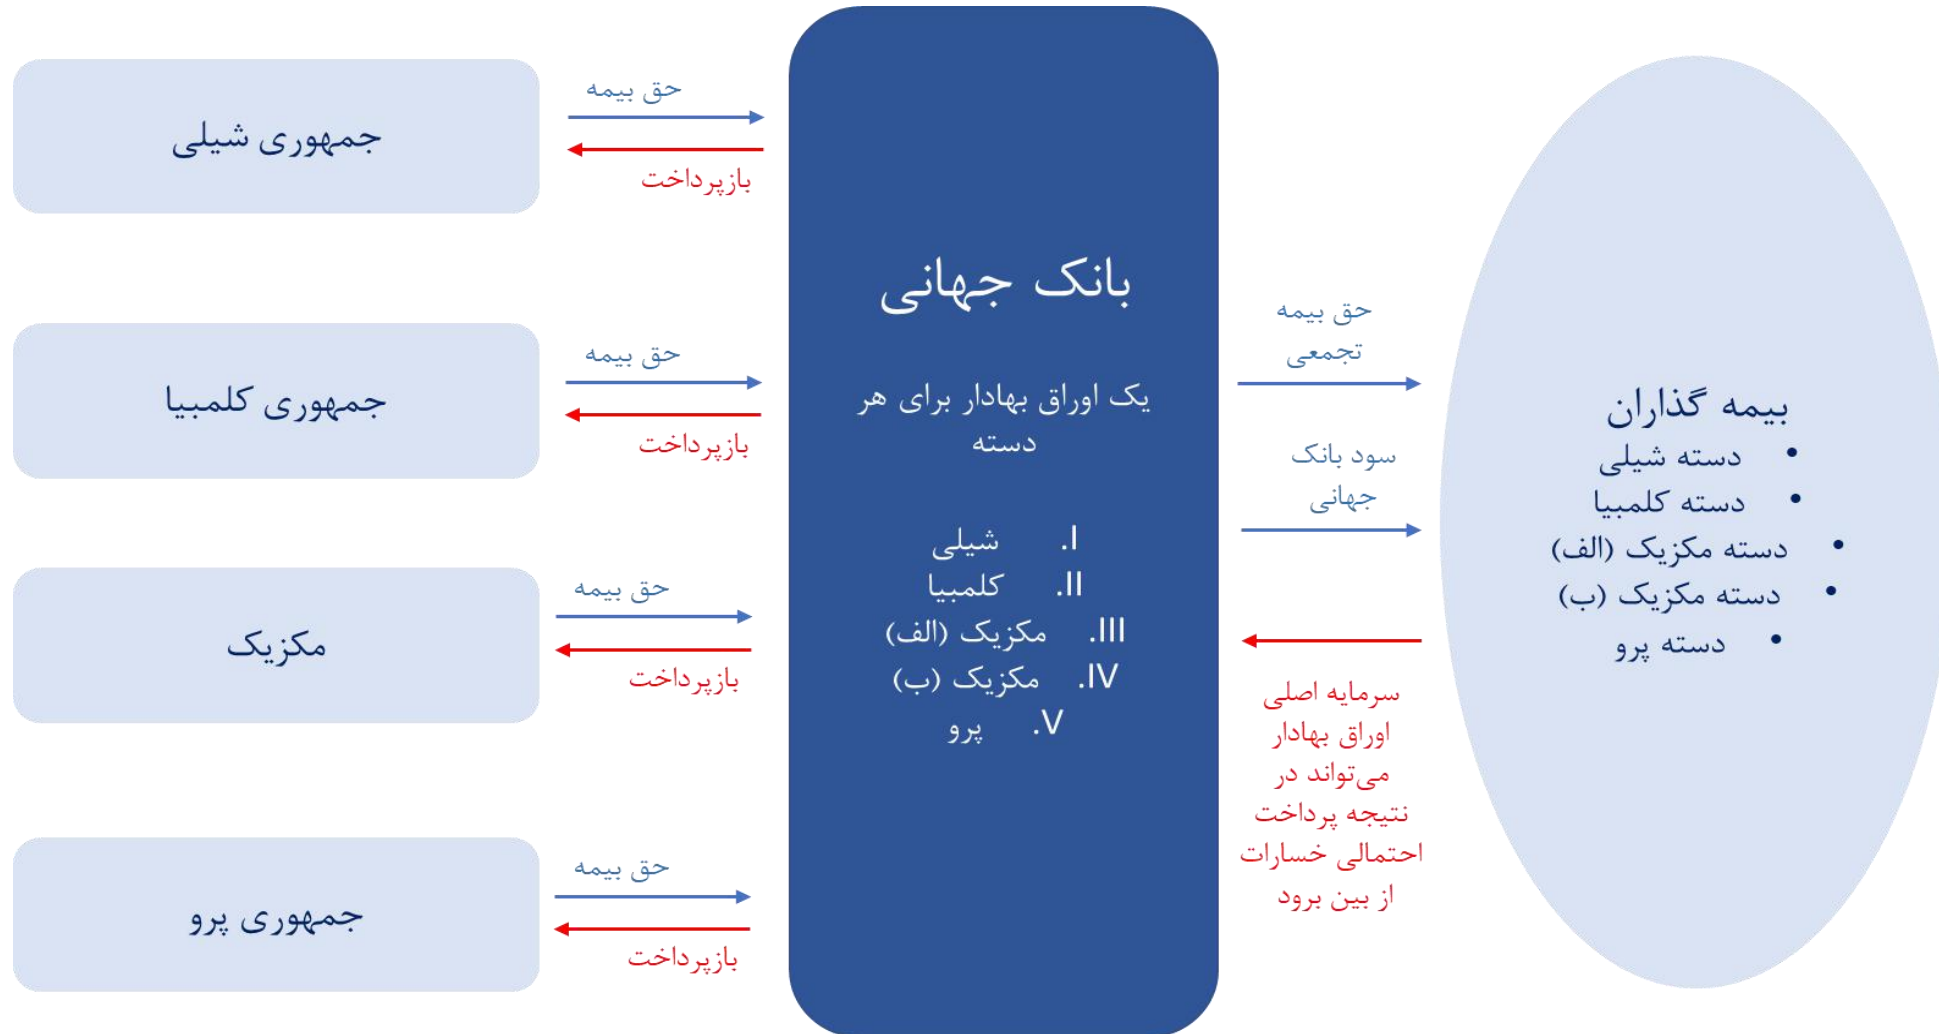 جمهوری شیلی
حق بیمه
بازپرداخت
جمهوری کلمبیا
حق بیمه
بازپرداخت
مکزیک
حق بیمه
بازپرداخت
جمهوری پرو
حق بیمه
بازپرداخت
بانک جهانی
یک اوراق بهادار برای هر
دسته
I. شیلی
II. کلمبیا
III. مکزیک (الف)
IV. مکزیک (ب)
V. پرو
حق بیمه
تجمعی
سود بانک
جهانی
سرمایه اصلی
اوراق بهادار
می‌تواند در
نتیجه پرداخت
احتمالی خسارات
از بین برود
بیمه گذاران
• دسته شیلی
• دسته کلمبیا
• دسته مکزیک (الف)
• دسته مکزیک (ب)
• دسته پرو